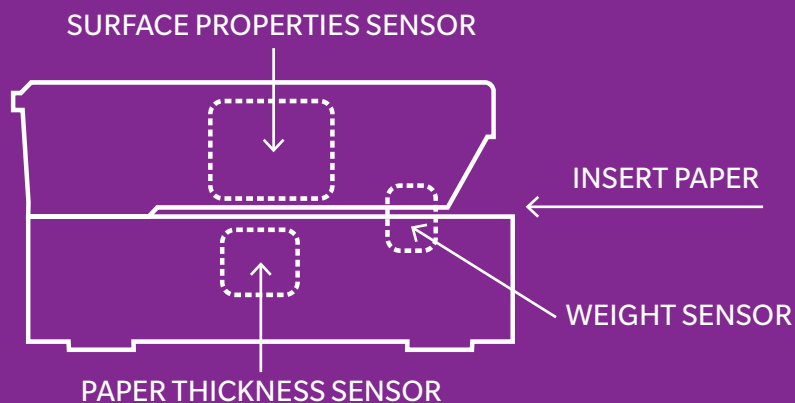 SURFACE PROPERTIES SENSOR
INSERT PAPER
WEIGHT SENSOR
PAPER THICKNESS SENSOR